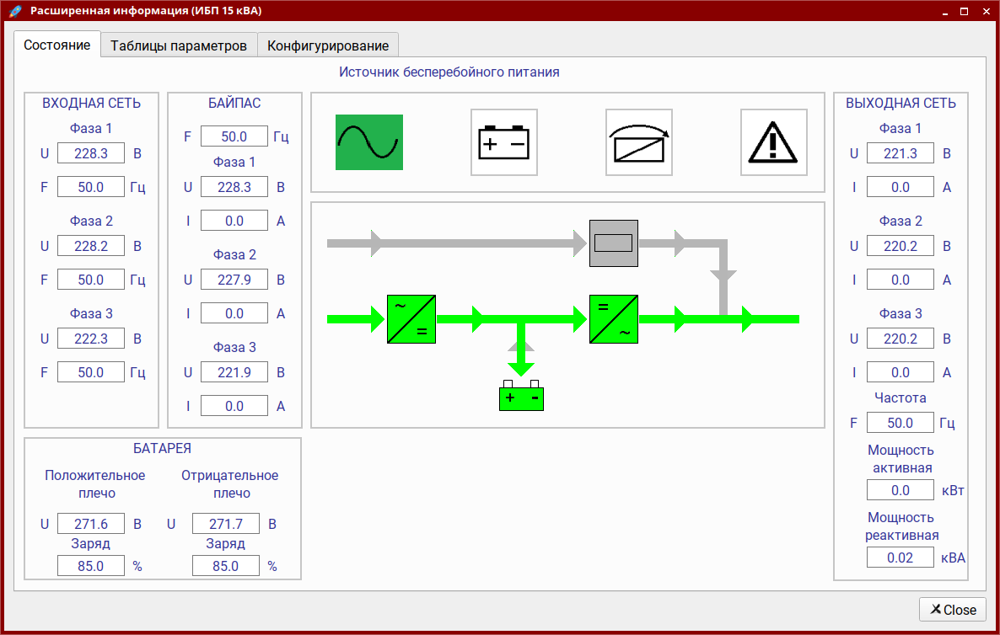 Расширенная информация (ИБП 15 кВА)
Состояние
Таблицы параметров
Конфигурирование
Источник бесперебойного питания
ВХОДНАЯ СЕТЬ
Фаза 1
U 228.3 В
F 50.0 Гц
Фаза 2
U 228.2 В
F 50.0 Гц
Фаза 3
U 222.3 В
F 50.0 Гц
БАЙПАС
F 50.0 Гц
Фаза 1
U 228.3 В
I 0.0 А
Фаза 2
U 227.9 В
I 0.0 А
Фаза 3
U 221.9 В
I 0.0 А
+ −
~ =
= ~
+ -
ВЫХОДНАЯ СЕТЬ
Фаза 1
U 221.3 В
I 0.0 А
Фаза 2
U 220.2 В
I 0.0 А
Фаза 3
U 220.2 В
I 0.0 А
Частота
F 50.0 Гц
Мощность
активная
0.0 кВт
Мощность
реактивная
0.02 кВА
БАТАРЕЯ
Положительное
плечо
U 271.6 В
Заряд
85.0 %
Отрицательное
плечо
U 271.7 В
Заряд
85.0 %
Close